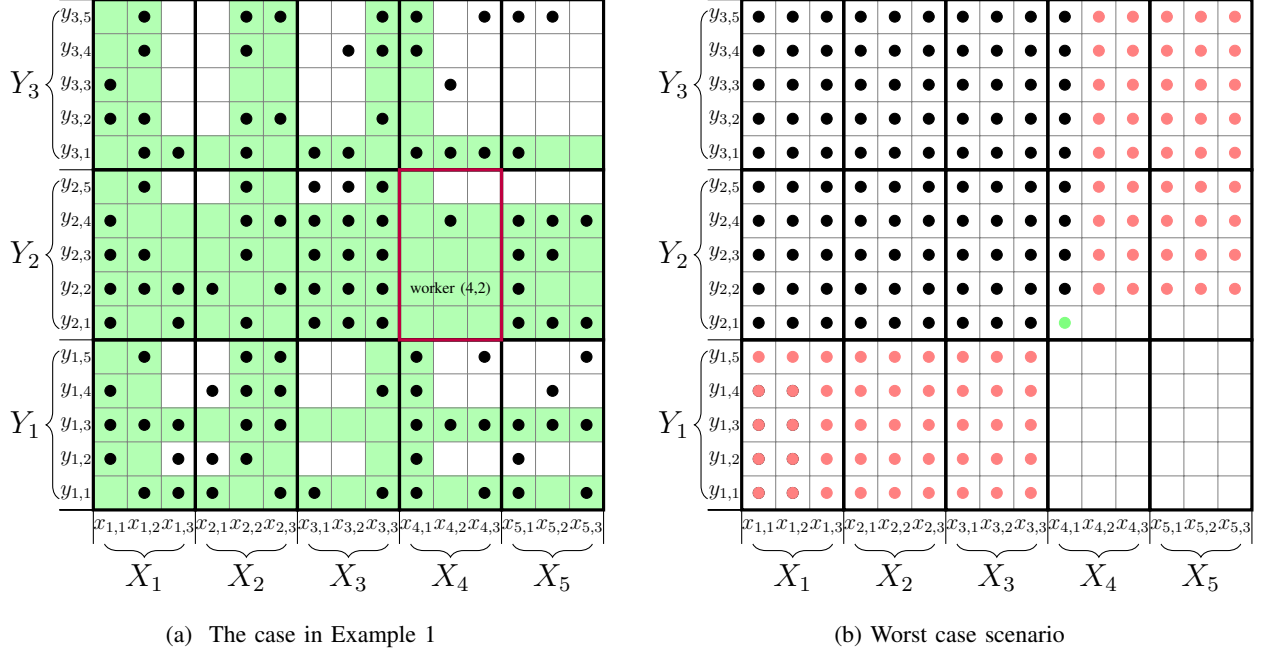 y3,5 y3,5
y3,4 y3,4
Y3 y3,3 Y3 y3,3
y3,2 y3,2
y3,1 y3,1
y2,5 y2,5
y2,4 y2,4
Y2 y2,3 Y2 y2,3
y2,2 worker (4,2) y2,2
y2,1 y2,1
y1,5 y1,5
y1,4 y1,4
Y1 y1,3 Y1 y1,3
y1,2 y1,2
y1,1 y1,1
x1,1 x1,2 x1,3 x2,1 x2,2 x2,3 x3,1 x3,2 x3,3 x4,1 x4,2 x4,3 x5,1 x5,2 x5,3 x1,1 x1,2 x1,3 x2,1 x2,2 x2,3 x3,1 x3,2 x3,3 x4,1 x4,2 x4,3 x5,1 x5,2 x5,3
X1 X2 X3 X4 X5 X1 X2 X3 X4 X5
(a) The case in Example 1 (b) Worst case scenario